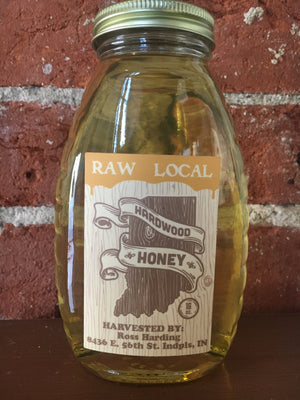 RAW LOCAL
HARDWOOD
HONEY
HARVESTED BY:
Ross Harding
8436 E. 56th St. Indpls, IN